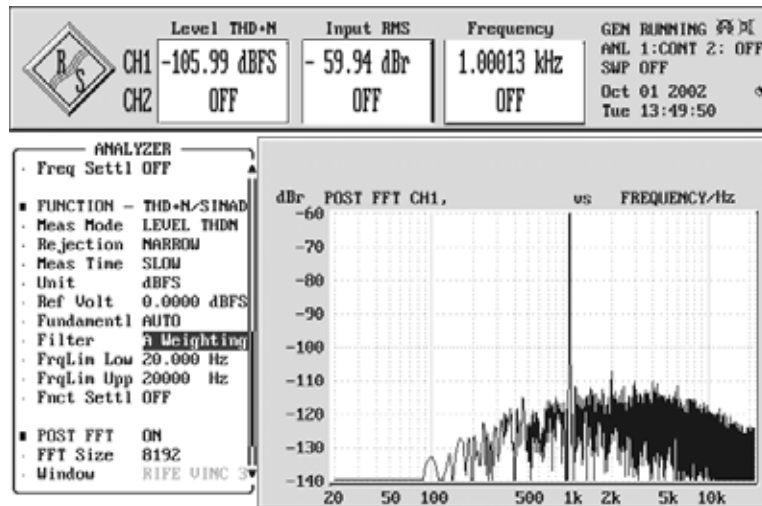 Level THD+N Input RMS Frequency GEN RUNNING
R&S CH1 -105.99 dBFS - 59.94 dBr 1.00013 kHz ANL 1:CONT 2: OFF
SWP OFF
CH2 OFF OFF OFF Oct 01 2002
Tue 13:49:50
ANALYZER
Freq Settl OFF
FUNCTION - THD+N/SINAD
Meas Mode LEVEL THDN
Rejection NARROW
Meas Time SLOW
Unit dBFS
Ref Volt 0.0000 dBFS
Fundamentl AUTO
Filter A Weighting
FrqLim Low 20.000 Hz
FrqLim Upp 20000 Hz
Fnct Settl OFF
POST FFT ON
FFT Size 8192
Window RIFE VINC 3
dBr POST FFT CH1, vs FREQUENCY/Hz
-60
-70
-80
-90
-100
-110
-120
-130
-140
20 50 100 500 1k 2k 5k 10k